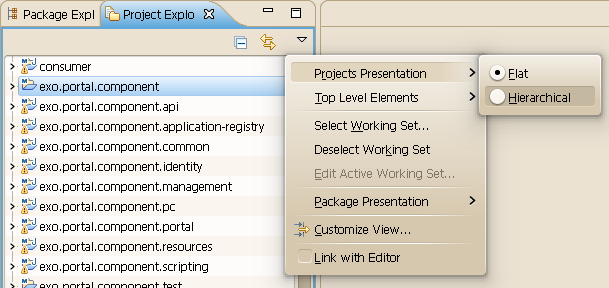 Package Expl
Project Explo
consumer
exo.portal.component
exo.portal.component.api
exo.portal.component.application-registry
exo.portal.component.common
exo.portal.component.identity
exo.portal.component.management
exo.portal.component.pc
exo.portal.component.portal
exo.portal.component.resources
exo.portal.component.scripting
exo.portal.component.test
Projects Presentation
Top Level Elements
Select Working Set...
Deselect Working Set
Edit Active Working Set...
Package Presentation
Customize View...
Link with Editor
Flat
Hierarchical